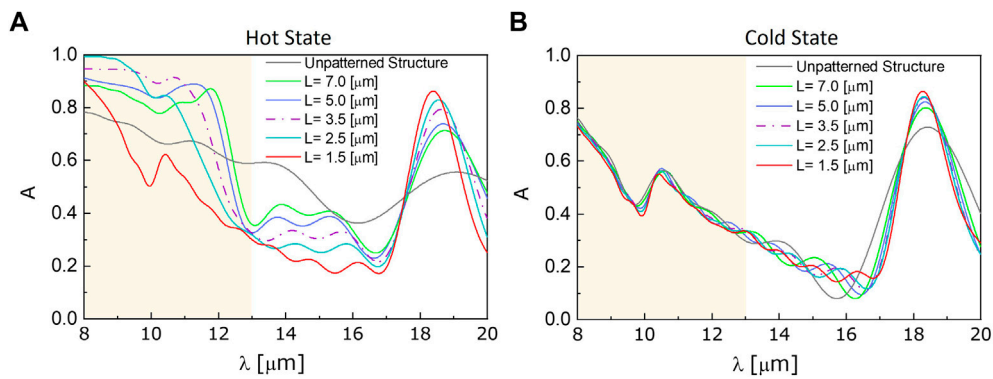 A
Hot State
Unpatterned Structure
L= 7.0 [μm]
L= 5.0 [μm]
L= 3.5 [μm]
L= 2.5 [μm]
L= 1.5 [μm]
1.0
0.8
0.6
0.4
0.2
0.0
A
8 10 12 14 16 18 20
λ [μm]
B
Cold State
Unpatterned Structure
L= 7.0 [μm]
L= 5.0 [μm]
L= 3.5 [μm]
L= 2.5 [μm]
L= 1.5 [μm]
1.0
0.8
0.6
0.4
0.2
0.0
A
8 10 12 14 16 18 20
λ [μm]